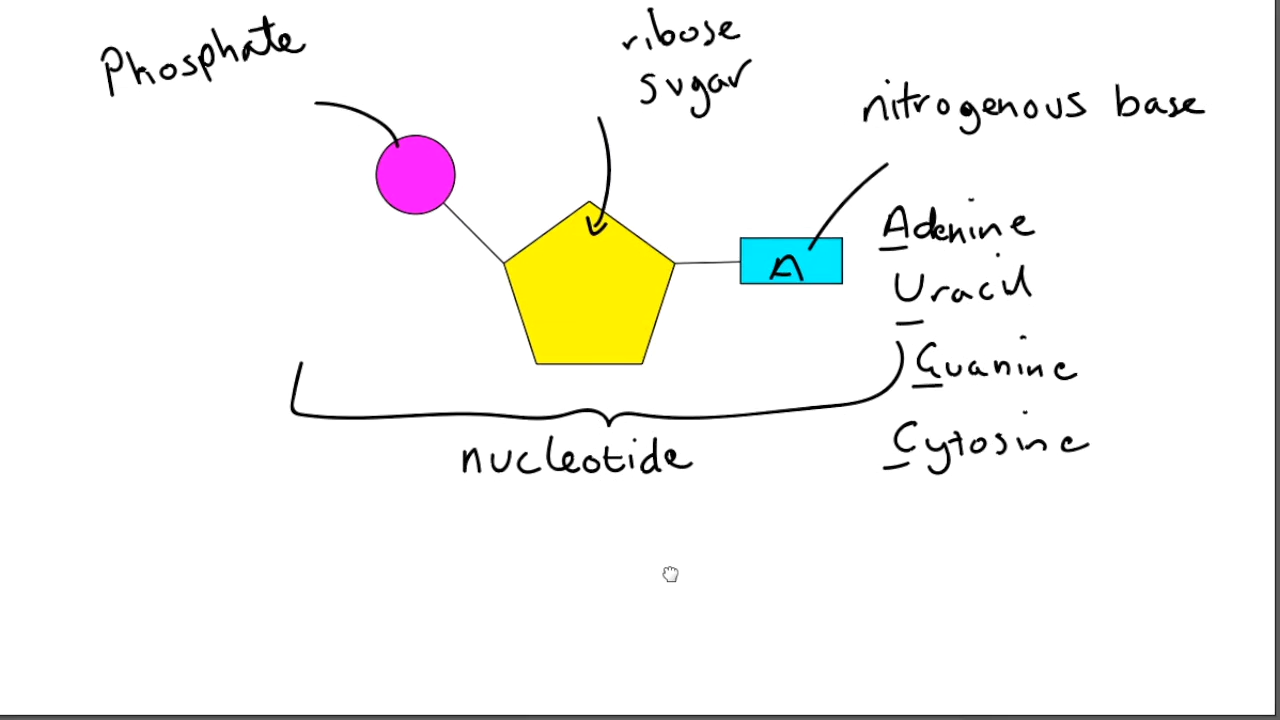 Phosphate
ribose
sugar
nitrogenous base
A
Adenine
Uracil
Guanine
Cytosine
nucleotide